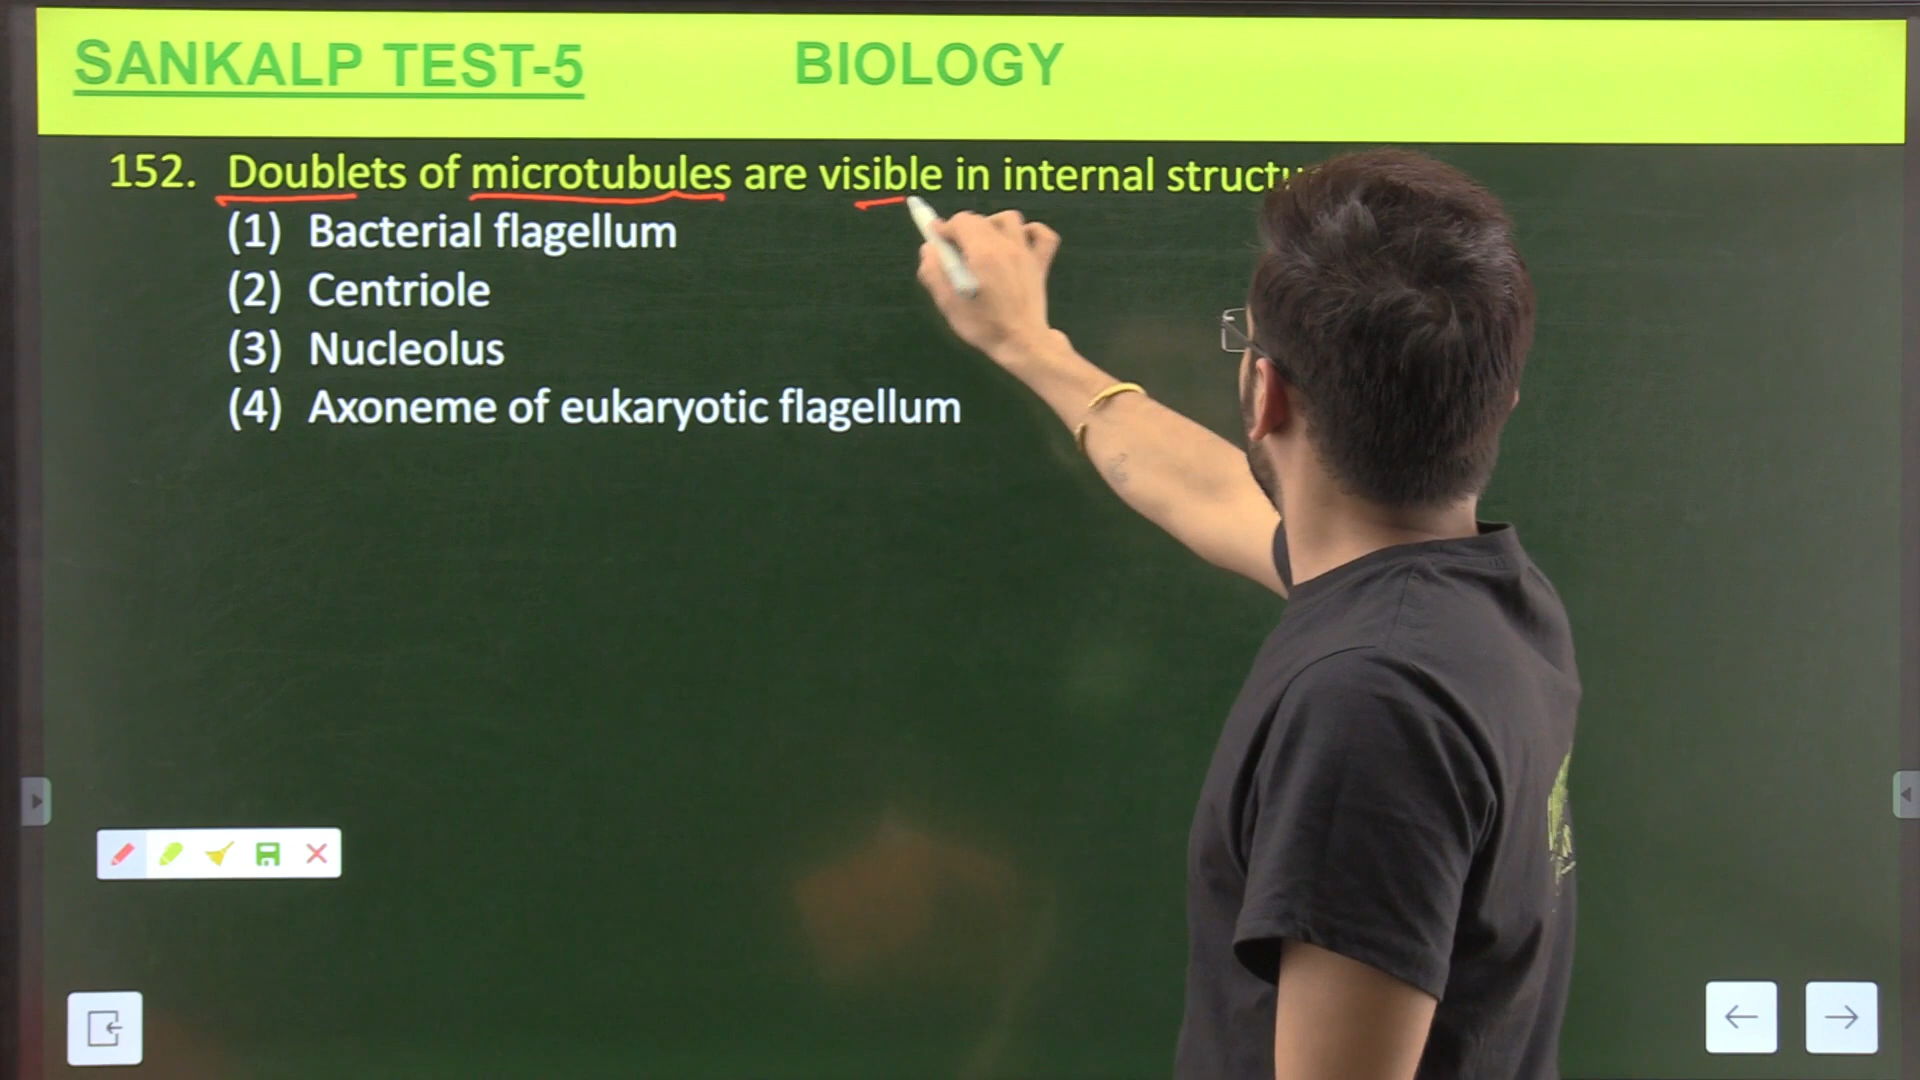 SANKALP TEST-5 BIOLOGY
152. Doublets of microtubules are visible in internal
(1) Bacterial flagellum
(2) Centriole
(3) Nucleolus
(4) Axoneme of eukaryotic flagellum